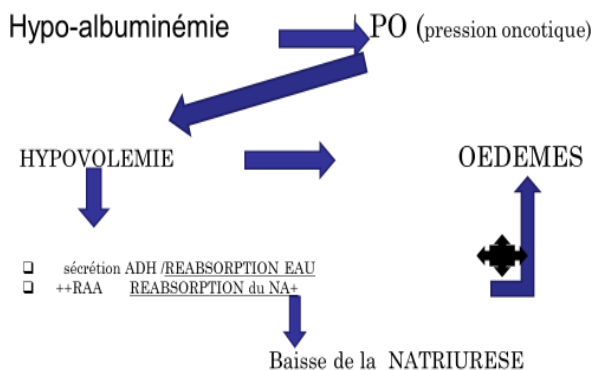 Hypo-albuminémie PO (pression oncotique)
HYPOVOLEMIE OEDEMES
sécrétion ADH /REABSORPTION EAU
++RAA REABSORPTION du NA+
Baisse de la NATRIURESE